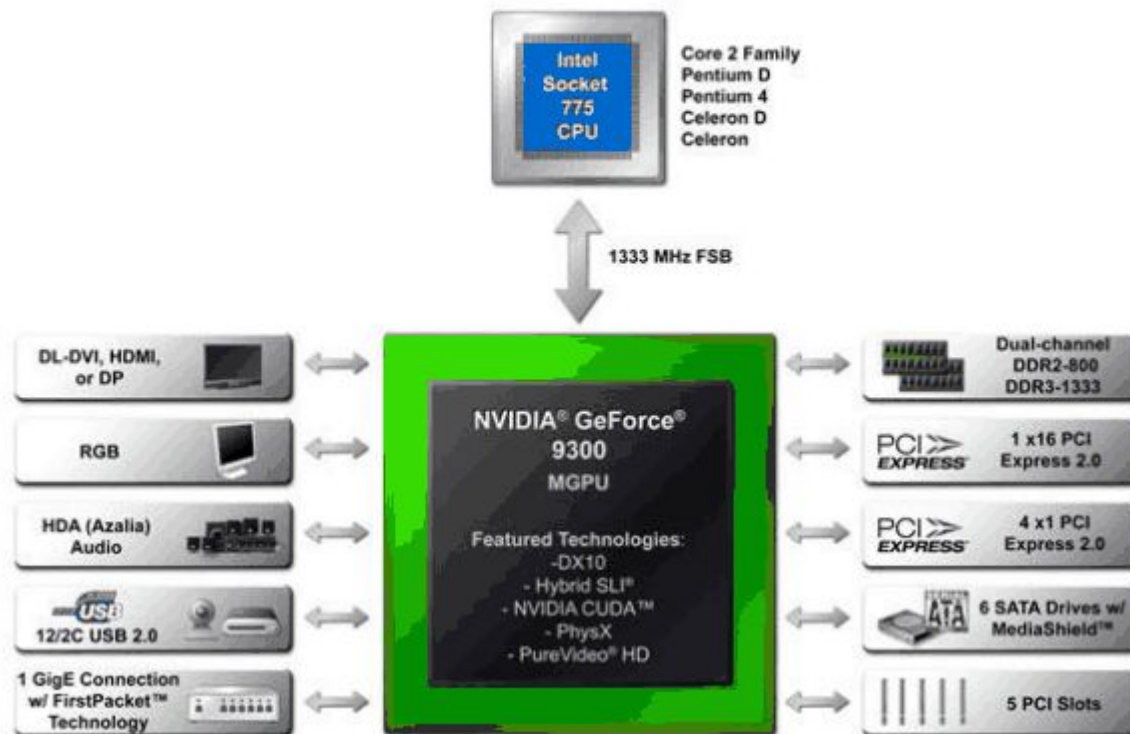 Intel
Socket
775
CPU
Core 2 Family
Pentium D
Pentium 4
Celeron D
Celeron
1333 MHz FSB
DL-DVI, HDMI,
or DP
RGB
HDA (Azalia)
Audio
USB
12/2C USB 2.0
1 GigE Connection
w/ FirstPacket™
Technology
NVIDIA® GeForce®
9300
MGPU
Featured Technologies:
-DX10
- Hybrid SLI®
- NVIDIA CUDA™
- PhysX
- PureVideo® HD
Dual-channel
DDR2-800
DDR3-1333
PCI
EXPRESS
1 x16 PCI
Express 2.0
PCI
EXPRESS
4 x1 PCI
Express 2.0
ATA
6 SATA Drives w/
MediaShield™
5 PCI Slots